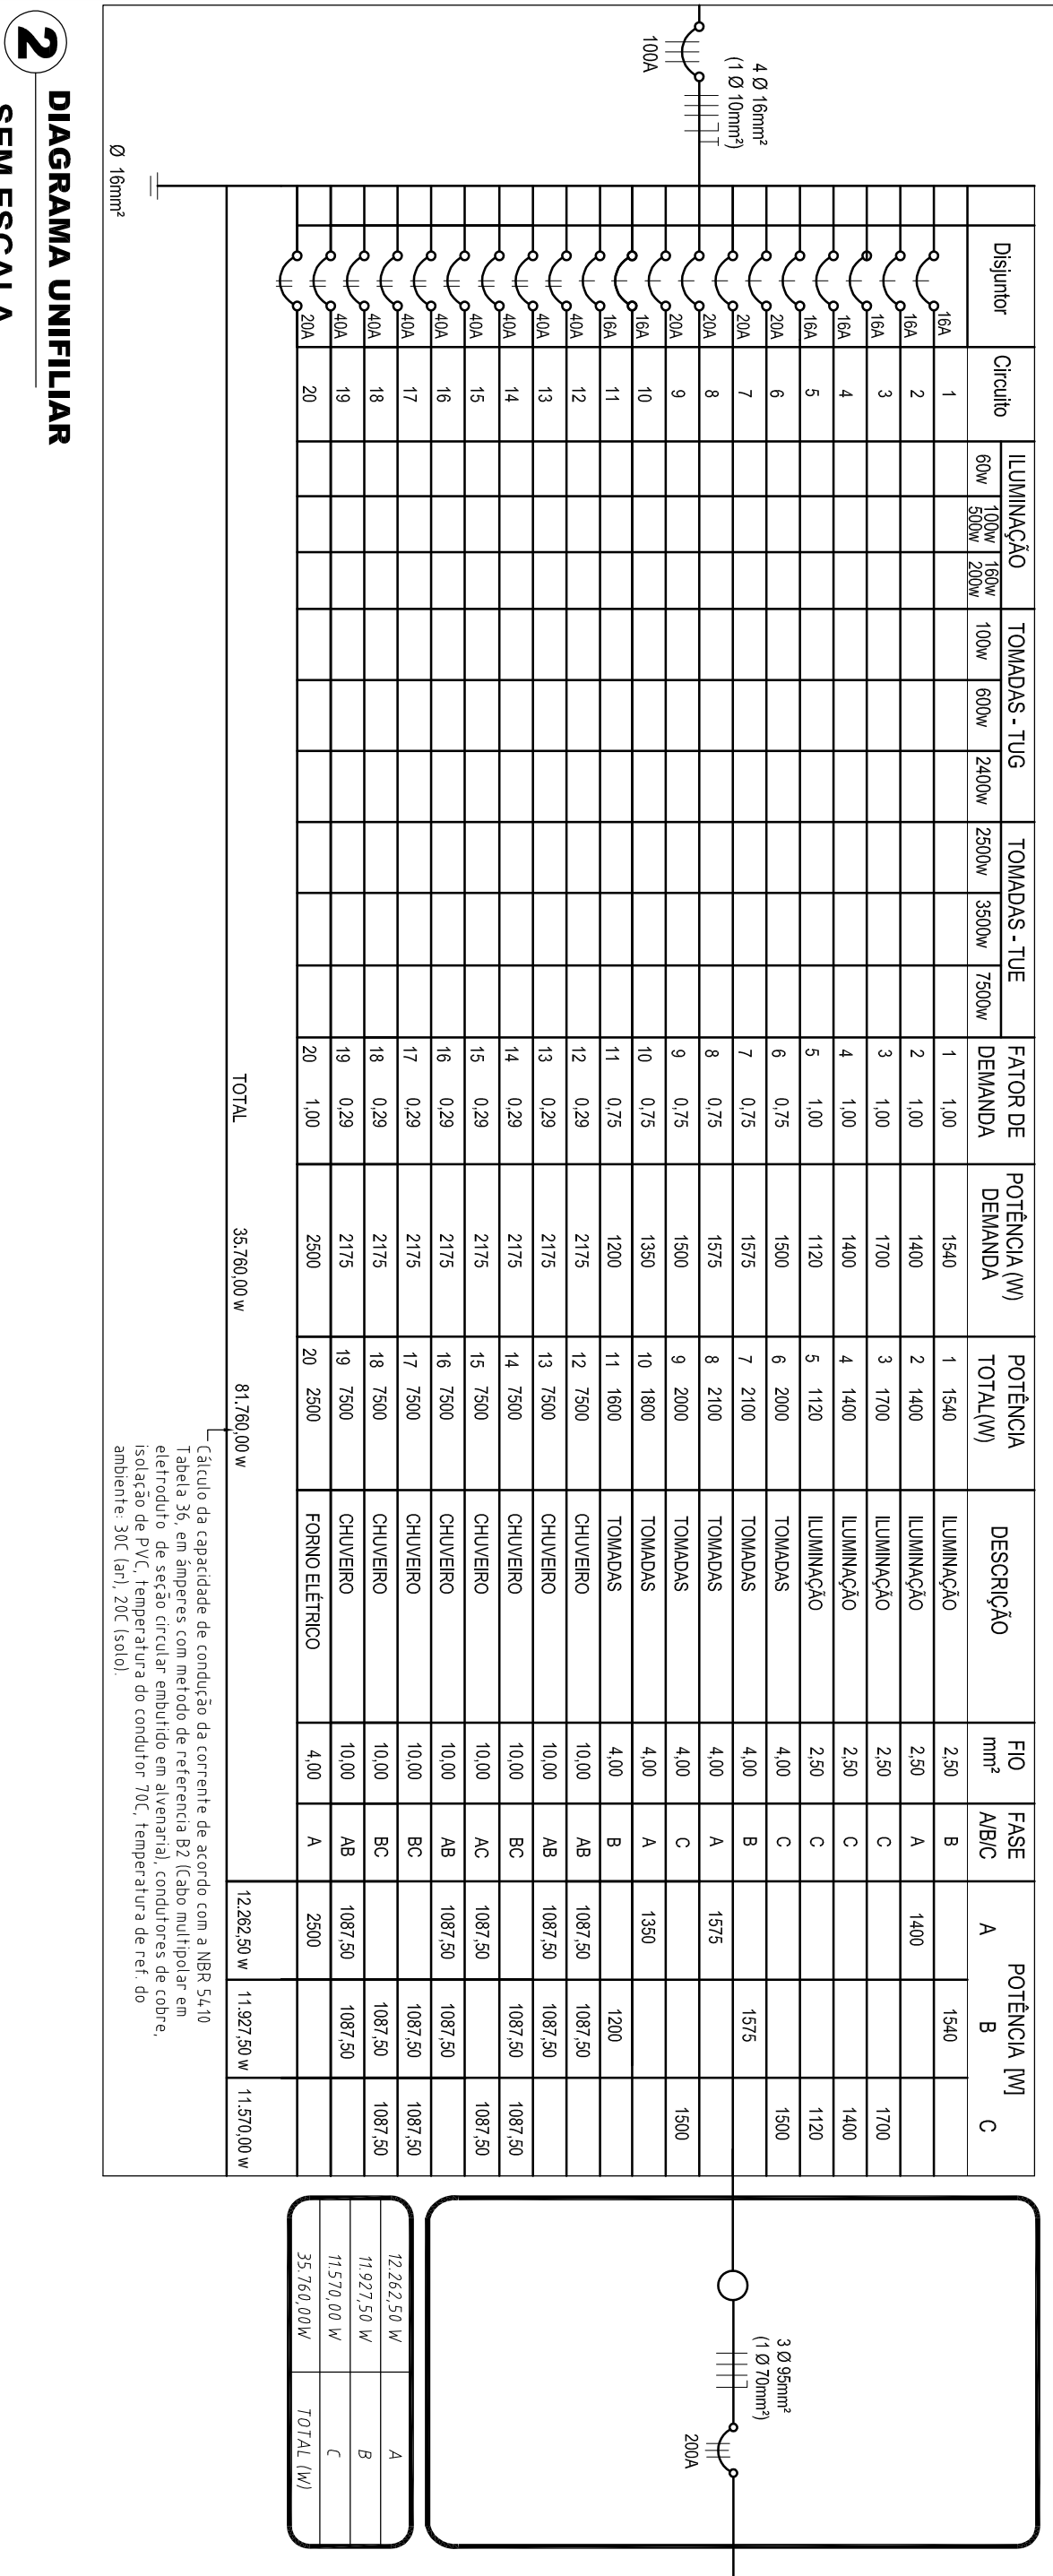 Disjuntor Circuito ILUMINAÇÃO TOMADAS - TUG TOMADAS - TUE FATOR DE DEMANDA POTÊNCIA (W) DEMANDA POTÊNCIA TOTAL(W) DESCRIÇÃO FIO mm² FASE A/B/C POTÊNCIA [W]
60w 100w 500w 160w 200w 100w 600w 2400w 2500w 3500w 7500w A B C
16A 1 1 1,00 1540 1 1540 ILUMINAÇÃO 2,50 B 1540
16A 2 2 1,00 1400 2 1400 ILUMINAÇÃO 2,50 A 1400
16A 3 3 1,00 1700 3 1700 ILUMINAÇÃO 2,50 C 1700
16A 4 4 1,00 1400 4 1400 ILUMINAÇÃO 2,50 C 1400
16A 5 5 1,00 1120 5 1120 ILUMINAÇÃO 2,50 C 1120
20A 6 6 0,75 1500 6 2000 TOMADAS 4,00 C 1500
20A 7 7 0,75 1575 7 2100 TOMADAS 4,00 B 1575
20A 8 8 0,75 1575 8 2100 TOMADAS 4,00 A 1575
20A 9 9 0,75 1500 9 2000 TOMADAS 4,00 C 1500
16A 10 10 0,75 1350 10 1800 TOMADAS 4,00 A 1350
16A 11 11 0,75 1200 11 1600 TOMADAS 4,00 B 1200
40A 12 12 0,29 2175 12 7500 CHUVEIRO 10,00 AB 1087,50 1087,50
40A 13 13 0,29 2175 13 7500 CHUVEIRO 10,00 AB 1087,50 1087,50
40A 14 14 0,29 2175 14 7500 CHUVEIRO 10,00 BC 1087,50 1087,50
40A 15 15 0,29 2175 15 7500 CHUVEIRO 10,00 AC 1087,50 1087,50
40A 16 16 0,29 2175 16 7500 CHUVEIRO 10,00 AB 1087,50 1087,50
40A 17 17 0,29 2175 17 7500 CHUVEIRO 10,00 BC 1087,50 1087,50
40A 18 18 0,29 2175 18 7500 CHUVEIRO 10,00 BC 1087,50 1087,50
40A 19 19 0,29 2175 19 7500 CHUVEIRO 10,00 AB 1087,50 1087,50
20A 20 20 1,00 2500 20 2500 FORNO ELÉTRICO 4,00 A 2500
TOTAL 35.760,00 w 81.760,00 w 12.262,50 w 11.927,50 w 11.570,00 w
4 Ø 16mm²
(1 Ø 10mm²)
100A
Ø 16mm²
Cálculo da capacidade de condução da corrente de acordo com a NBR 5410
Tabela 36, em âmperes com metodo de referencia B2 (Cabo multipolar em
eletroduto de seção circular embutido em alvenaria), condutores de cobre,
isolação de PVC, temperatura do condutor 70C, temperatura de ref. do
ambiente: 30C (ar), 20C (solo).
3 Ø 95mm²
(1 Ø 70mm²)
200A
12.262,50 W A
11.927,50 W B
11.570,00 W C
35.760,00W TOTAL (W)
2 DIAGRAMA UNIFILIAR
SEM ESCALA